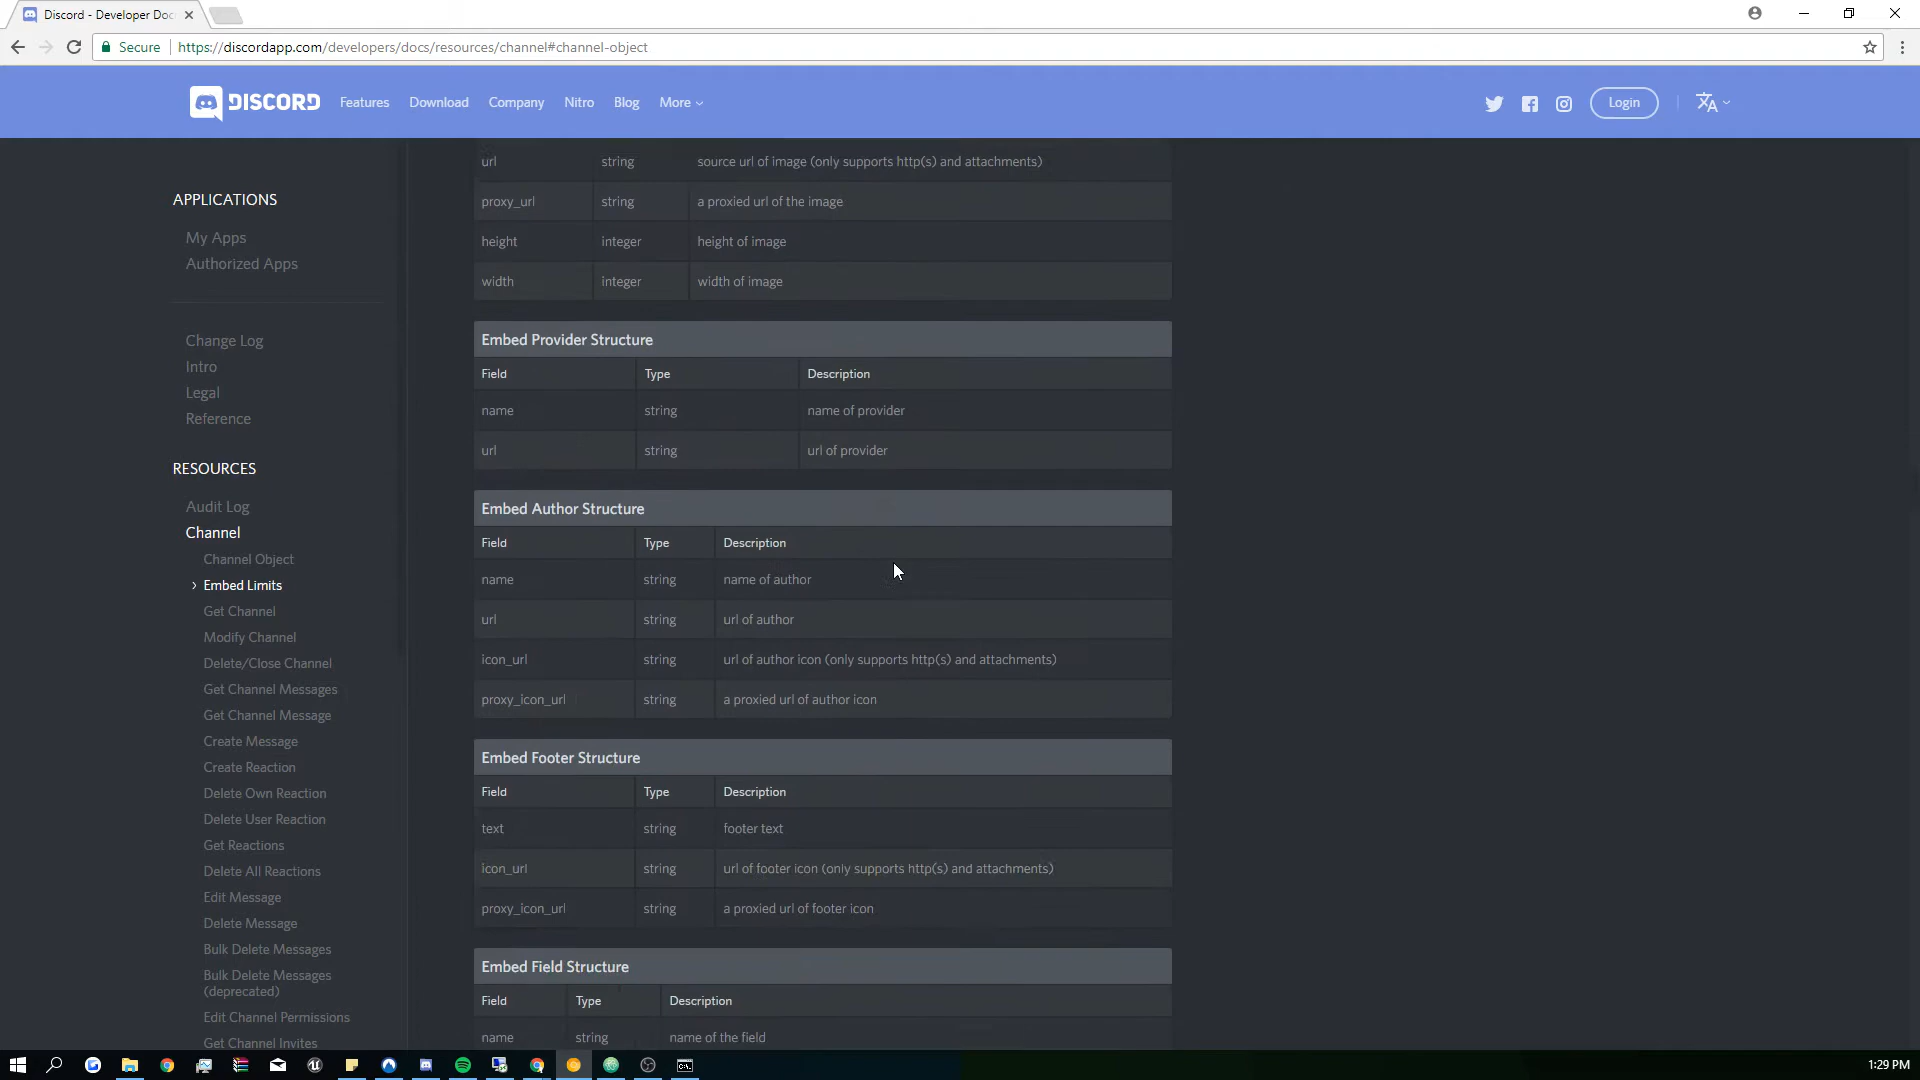 Discord - Developer Doc
Secure https://discordapp.com/developers/docs/resources/channel#channel-object
DISCORD Features Download Company Nitro Blog More Login
APPLICATIONS
My Apps
Authorized Apps
Change Log
Intro
Legal
Reference
RESOURCES
Audit Log
Channel
Channel Object
Embed Limits
Get Channel
Modify Channel
Delete/Close Channel
Get Channel Messages
Get Channel Message
Create Message
Create Reaction
Delete Own Reaction
Delete User Reaction
Get Reactions
Delete All Reactions
Edit Message
Delete Message
Bulk Delete Messages
Bulk Delete Messages
(deprecated)
Edit Channel Permissions
Get Channel Invites
url string source url of image (only supports http(s) and attachments)
proxy_url string a proxied url of the image
height integer height of image
width integer width of image
Embed Provider Structure
Field Type Description
name string name of provider
url string url of provider
Embed Author Structure
Field Type Description
name string name of author
url string url of author
icon_url string url of author icon (only supports http(s) and attachments)
proxy_icon_url string a proxied url of author icon
Embed Footer Structure
Field Type Description
text string footer text
icon_url string url of footer icon (only supports http(s) and attachments)
proxy_icon_url string a proxied url of footer icon
Embed Field Structure
Field Type Description
name string name of the field
1:29 PM